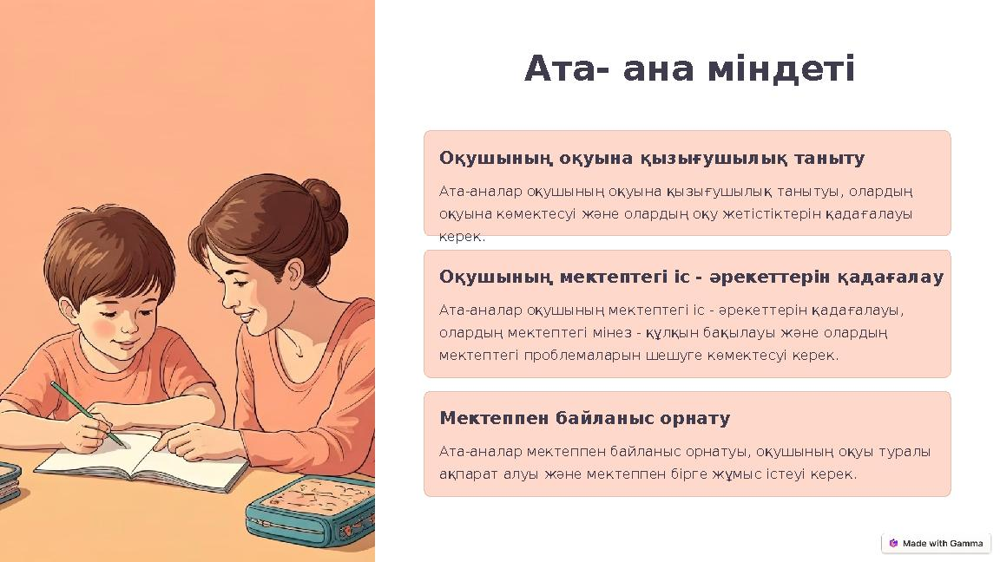 Ата- ана міндеті
Оқушының оқуына қызығушылық таныту
Ата-аналар оқушының оқуына қызығушылық танытуы, олардың
оқуына көмектесуі және олардың оқу жетістіктерін қадағалауы
керек.
Оқушының мектептегі іс - әрекеттерін қадағалау
Ата-аналар оқушының мектептегі іс - әрекеттерін қадағалауы,
олардың мектептегі мінез - құлқын бақылауы және олардың
мектептегі проблемаларын шешуге көмектесуі керек.
Мектеппен байланыс орнату
Ата-аналар мектеппен байланыс орнатуы, оқушының оқуы туралы
ақпарат алуы және мектеппен бірге жұмыс істеуі керек.
Made with Gamma